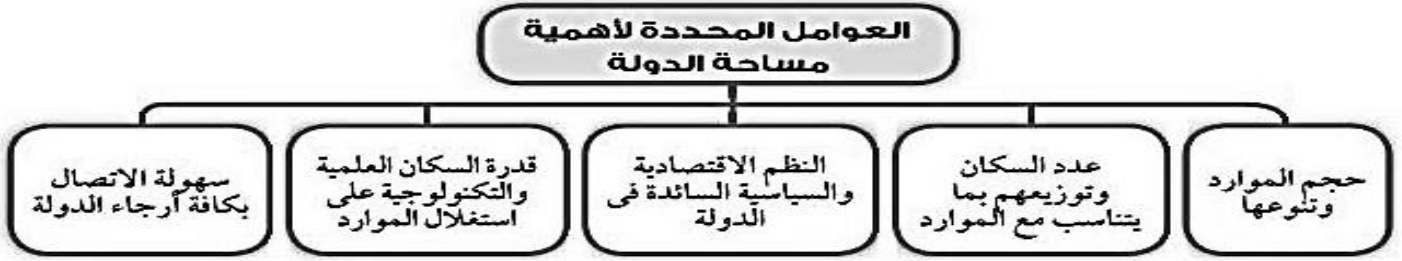 العوامل المحددة لأهمية
مساحة الدولة
حجم الموارد
وتنوعها
عدد السكان
وتوزيعهم بما
يتناسب مع الموارد
النظم الاقتصادية
والسياسية السائدة فى
الدولة
قدرة السكان العلمية
والتكنولوجية على
استغلال الموارد
سهولة الاتصال
بكافة أرجاء الدولة